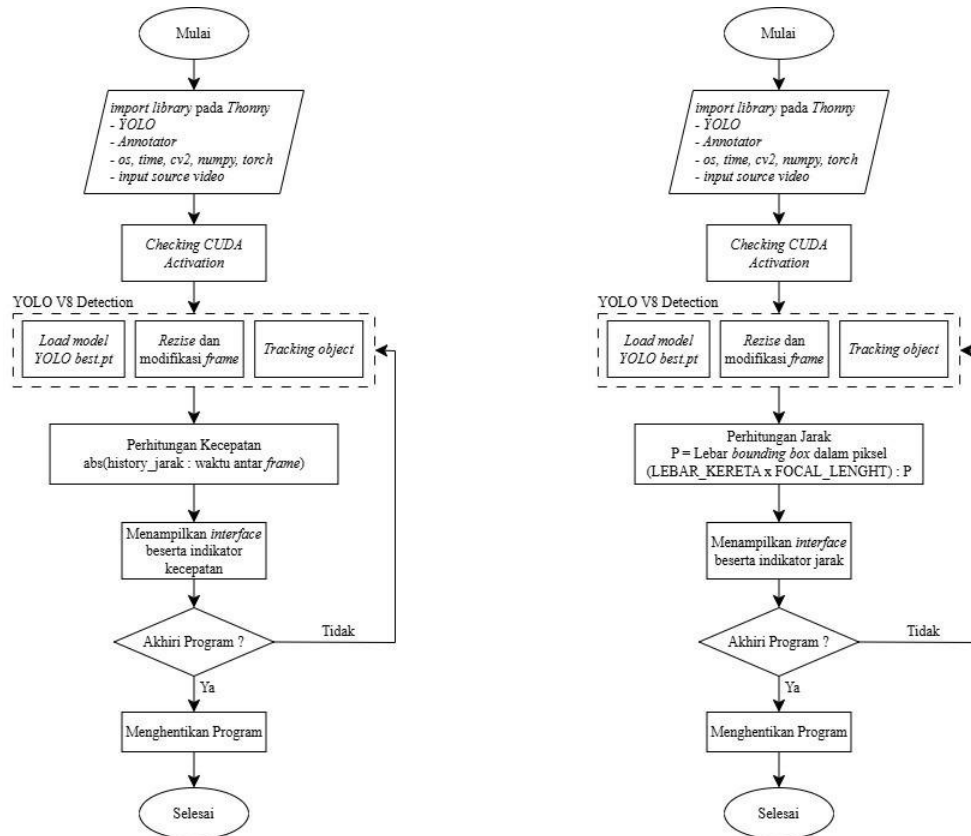 Mulai
import library pada Thonny
- YOLO
- Annotator
- os, time, cv2, numpy, torch
- input source video
Checking CUDA
Activation
YOLO V8 Detection
Load model
YOLO best.pt
Rezise dan
modifikasi frame
Tracking object
Perhitungan Kecepatan
abs(history_jarak : waktu antar frame)
Menampilkan interface
beserta indikator
kecepatan
Akhiri Program ?
Tidak
Ya
Menghentikan Program
Selesai
Mulai
import library pada Thonny
- YOLO
- Annotator
- os, time, cv2, numpy, torch
- input source video
Checking CUDA
Activation
YOLO V8 Detection
Load model
YOLO best.pt
Rezise dan
modifikasi frame
Tracking object
Perhitungan Jarak
P = Lebar bounding box dalam piksel
(LEBAR_KERETA x FOCAL_LENGHT) : P
Menampilkan interface
beserta indikator jarak
Akhiri Program ?
Tidak
Ya
Menghentikan Program
Selesai